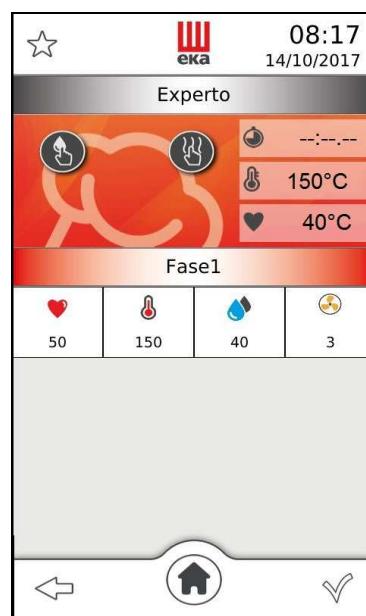 08:17
eka
14/10/2017
Experto
--:--.--
150°C
40°C
Fase1
50 150 40 3